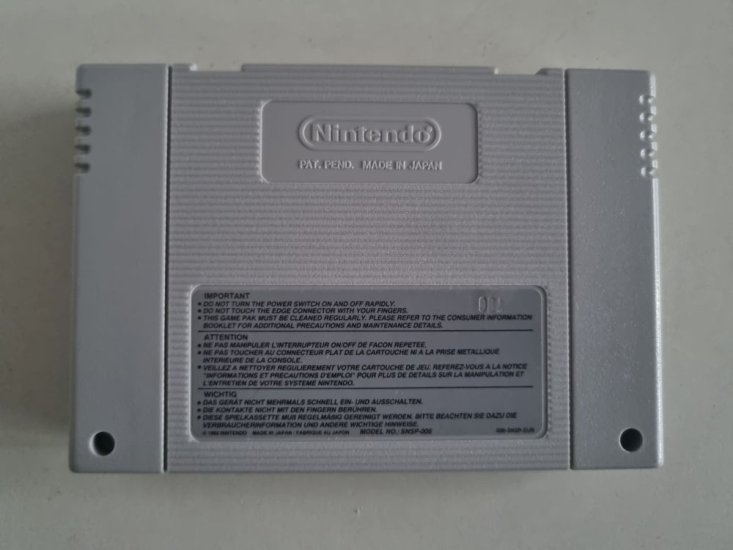 Nintendo
PAT. PEND. MADE IN JAPAN
IMPORTANT
• DO NOT TURN THE POWER SWITCH ON AND OFF RAPIDLY.
• DO NOT TOUCH THE EDGE CONNECTOR WITH YOUR FINGERS.
• THIS GAME PAK MUST BE CLEANED REGULARLY. PLEASE REFER TO THE CONSUMER INFORMATION
BOOKLET FOR ADDITIONAL PRECAUTIONS AND MAINTENANCE DETAILS.
ATTENTION
• NE PAS MANIPULER L'INTERRUPTEUR ON/OFF DE FACON REPETEE.
• NE PAS TOUCHER AU CONNECTEUR PLAT DE LA CARTOUCHE NI A LA PRISE METALLIQUE
INTERIEURE DE LA CONSOLE.
• VEILLEZ A NETTOYER REGULIEREMENT VOTRE CARTOUCHE DE JEU. REFEREZ-VOUS A LA NOTICE
"INFORMATIONS ET PRECAUTIONS D'EMPLOI" POUR PLUS DE DETAILS SUR LA MANIPULATION ET
L'ENTRETIEN DE VOTRE SYSTEME NINTENDO.
WICHTIG
• DAS GERÄT NICHT MEHRMALS SCHNELL EIN- UND AUSSCHALTEN.
• DIE KONTAKTE NICHT MIT DEN FINGERN BERÜHREN.
• DIESE SPIELKASSETTE MUß REGELMÄßIG GEREINIGT WERDEN. BITTE BEACHTEN SIE DAZU DIE
VERBRAUCHERINFORMATION UND ANDERE WICHTIGE HINWEISE.
© 1992 NINTENDO MADE IN JAPAN / FABRIQUE AU JAPON MODEL NO.: SNSP-006